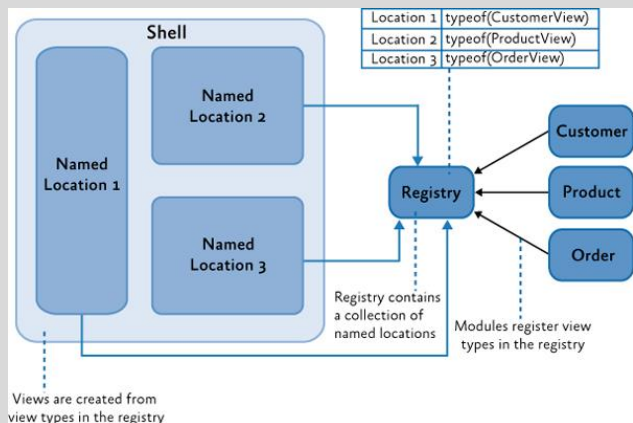 Shell
Named
Location 1
Named
Location 2
Named
Location 3
Location 1 typeof(CustomerView)
Location 2 typeof(ProductView)
Location 3 typeof(OrderView)
Registry
Customer
Product
Order
Registry contains
a collection of
named locations
Modules register view
types in the registry
Views are created from
view types in the registry